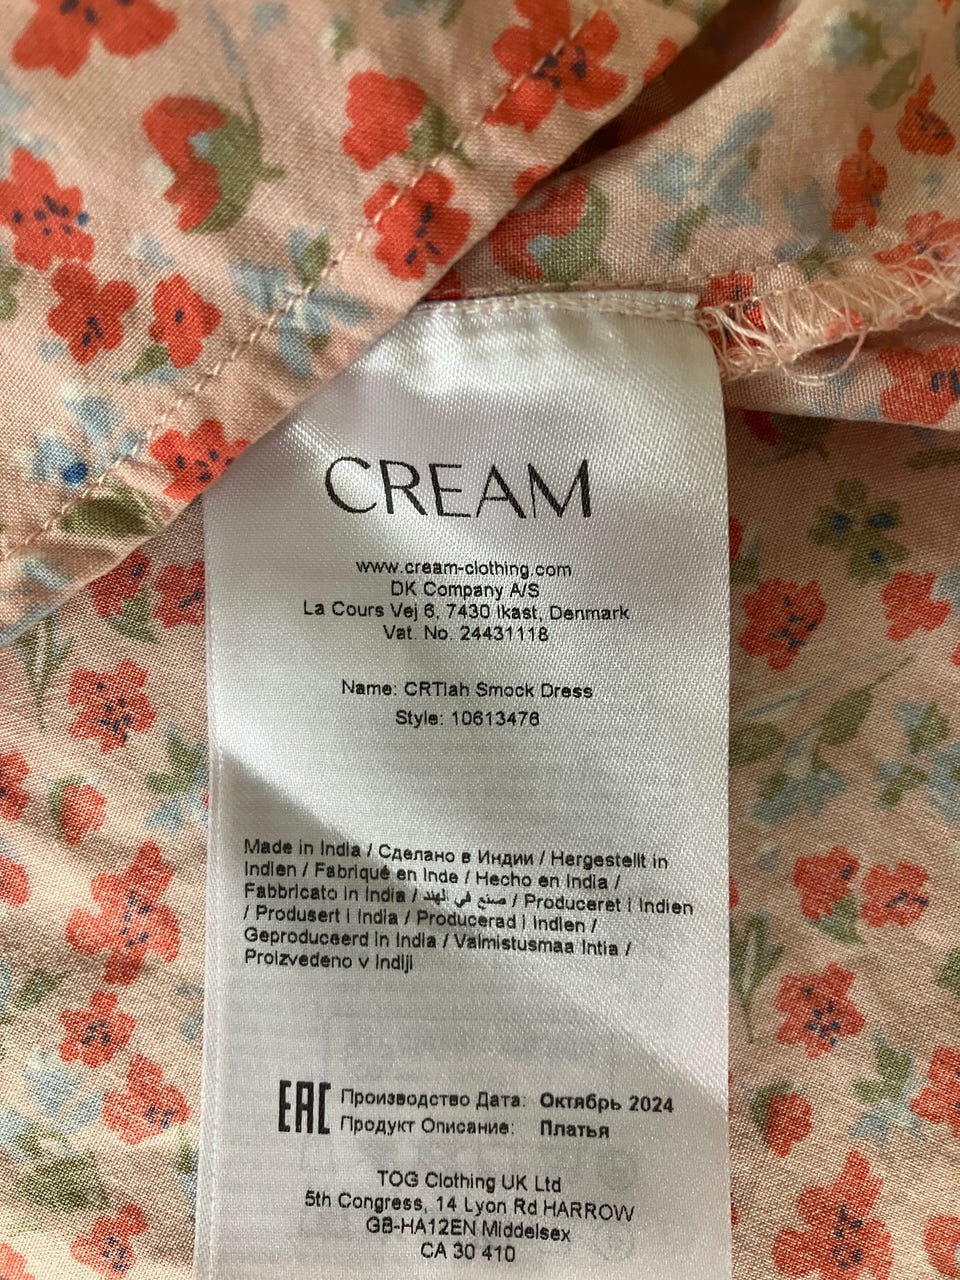 CREAM
www.cream-clothing.com
DK Company A/S
La Cours Vej 6, 7430 Ikast, Denmark
Vat. No. 24431118
Name: CRTiah Smock Dress
Style: 10613476
Made in India / Сделано в Индии / Hergestellt in
Indien / Fabriqué en Inde / Hecho en India /
Fabbricato in India / صنع في الهند / Produceret i Indien
/ Produsert i India / Producerad i Indien /
Geproduceerd in India / Valmistusmaa Intia /
Proizvedeno v Indiji
EAC Производство Дата: Октябрь 2024
Продукт Описание: Платья
TOG Clothing UK Ltd
5th Congress, 14 Lyon Rd HARROW
GB-HA12EN Middelsex
CA 30 410